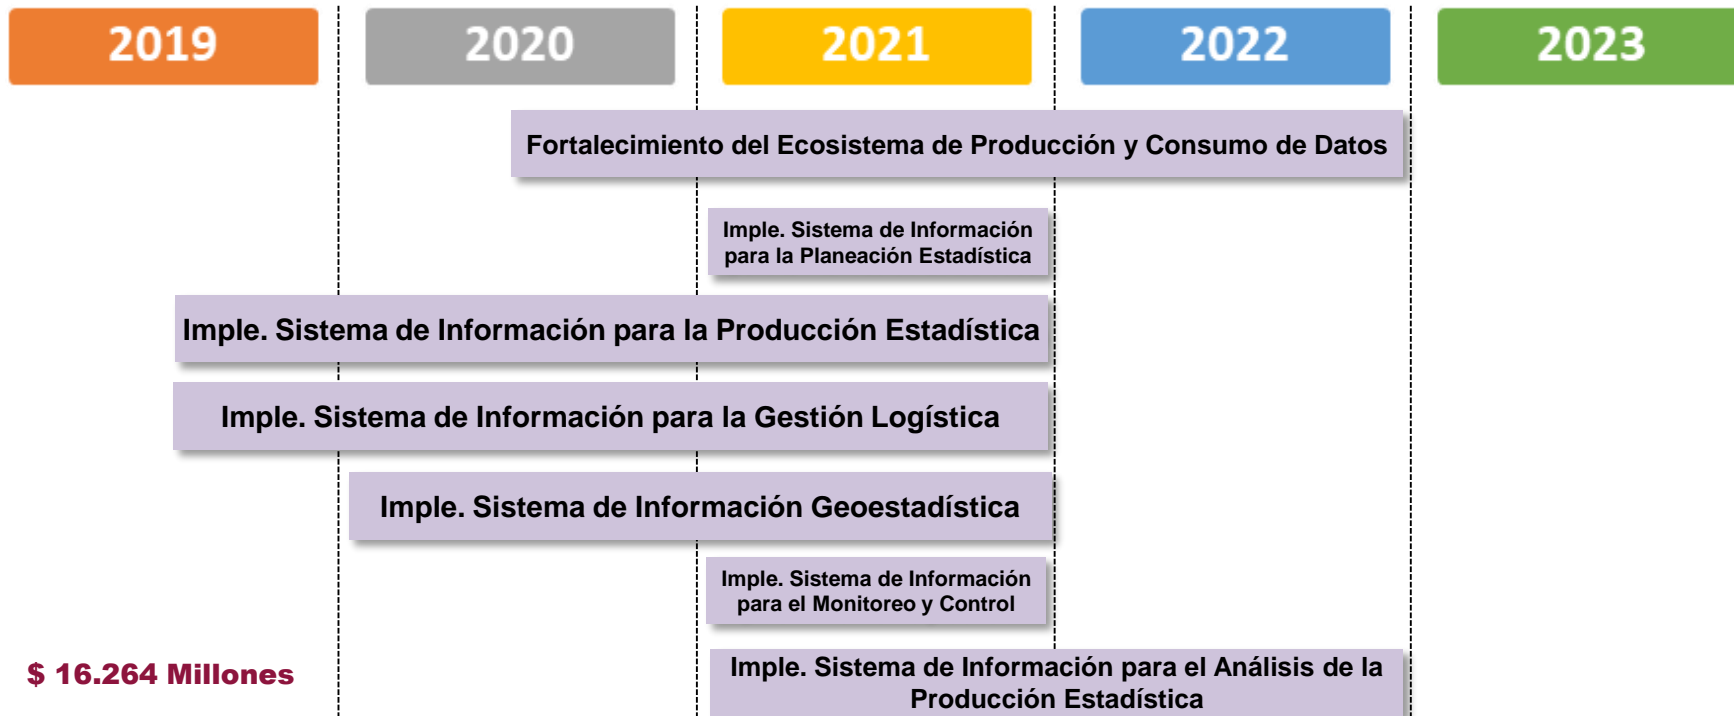 2019
2020
2021
2022
2023
Fortalecimiento del Ecosistema de Producción y Consumo de Datos
Imple. Sistema de Información
para la Planeación Estadística
Imple. Sistema de Información para la Producción Estadística
Imple. Sistema de Información para la Gestión Logística
Imple. Sistema de Información Geoestadística
Imple. Sistema de Información
para el Monitoreo y Control
Imple. Sistema de Información para el Análisis de la
Producción Estadística
$ 16.264 Millones